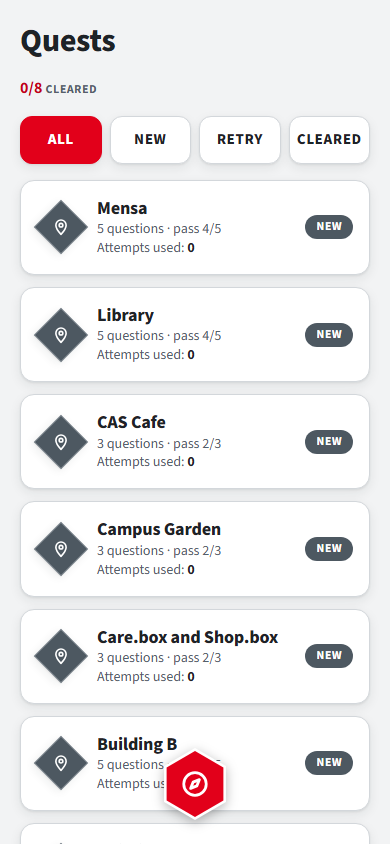 Quests
0/8 CLEARED
ALL NEW RETRY CLEARED
Mensa
5 questions · pass 4/5
Attempts used: 0
NEW
Library
5 questions · pass 4/5
Attempts used: 0
NEW
CAS Cafe
3 questions · pass 2/3
Attempts used: 0
NEW
Campus Garden
3 questions · pass 2/3
Attempts used: 0
NEW
Care.box and Shop.box
3 questions · pass 2/3
Attempts used: 0
NEW
Building B
5 questions
Attempts
NEW